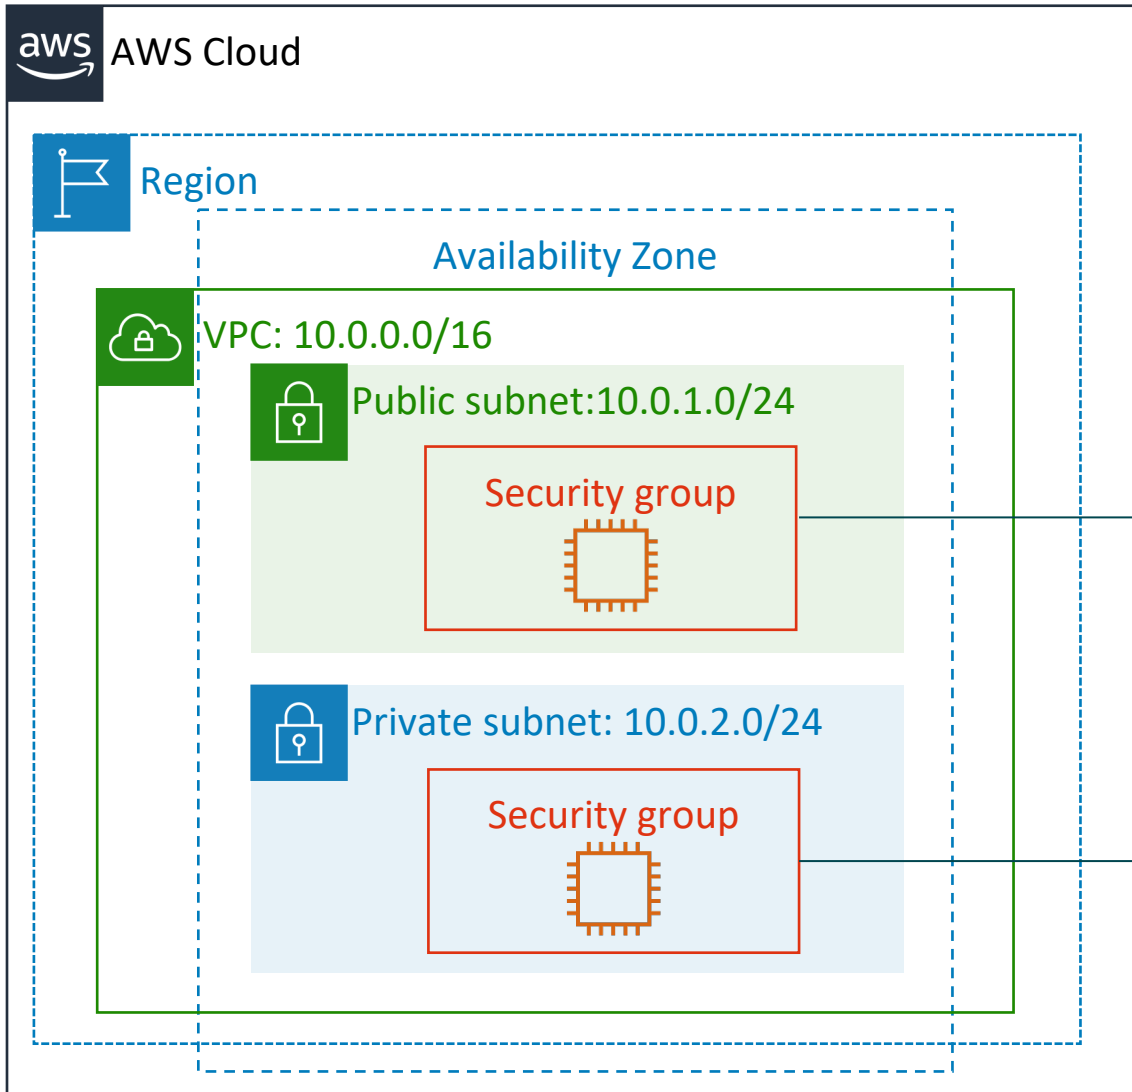 aws
AWS Cloud
Region
Availability Zone
VPC: 10.0.0.0/16
Public subnet:10.0.1.0/24
Security group
Private subnet: 10.0.2.0/24
Security group